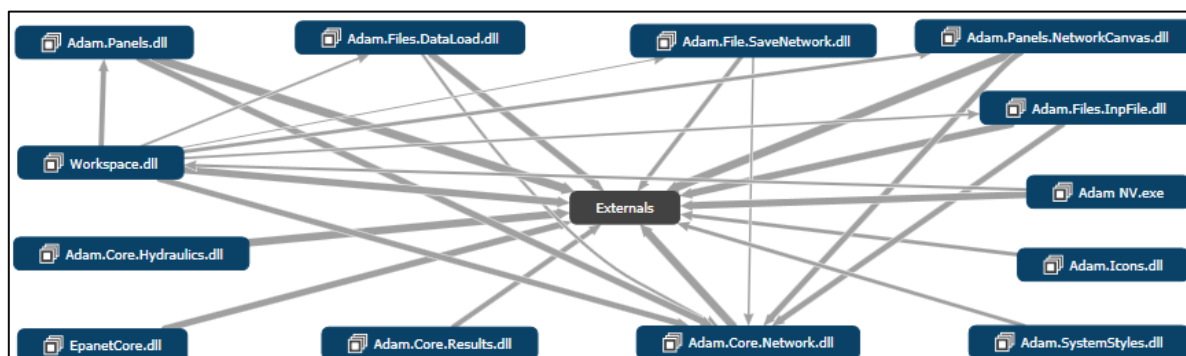 Adam.Panels.dll
Adam.Files.DataLoad.dll
Adam.File.SaveNetwork.dll
Adam.Panels.NetworkCanvas.dll
Adam.Files.InpFile.dll
Workspace.dll
Adam NV.exe
Externals
Adam.Core.Hydraulics.dll
Adam.Icons.dll
EpanetCore.dll
Adam.Core.Results.dll
Adam.Core.Network.dll
Adam.SystemStyles.dll